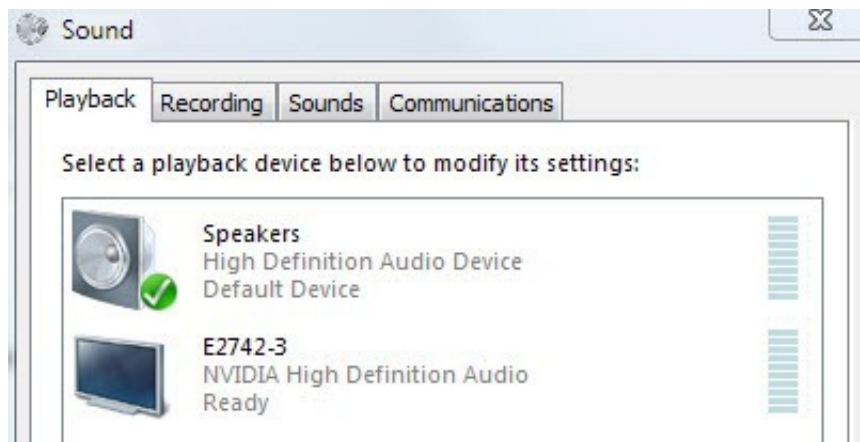 Sound
Playback Recording Sounds Communications
Select a playback device below to modify its settings:
Speakers
High Definition Audio Device
Default Device
E2742-3
NVIDIA High Definition Audio
Ready